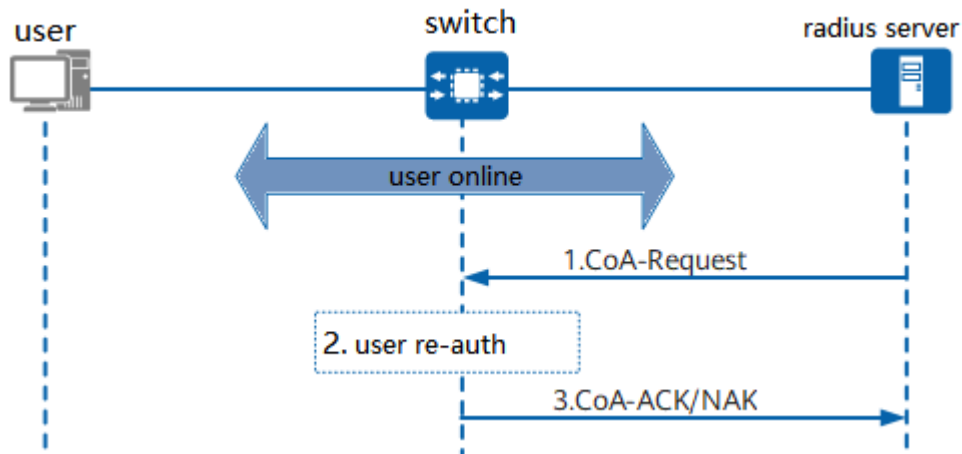 user
switch
radius server
user online
1.CoA-Request
2. user re-auth
3.CoA-ACK/NAK